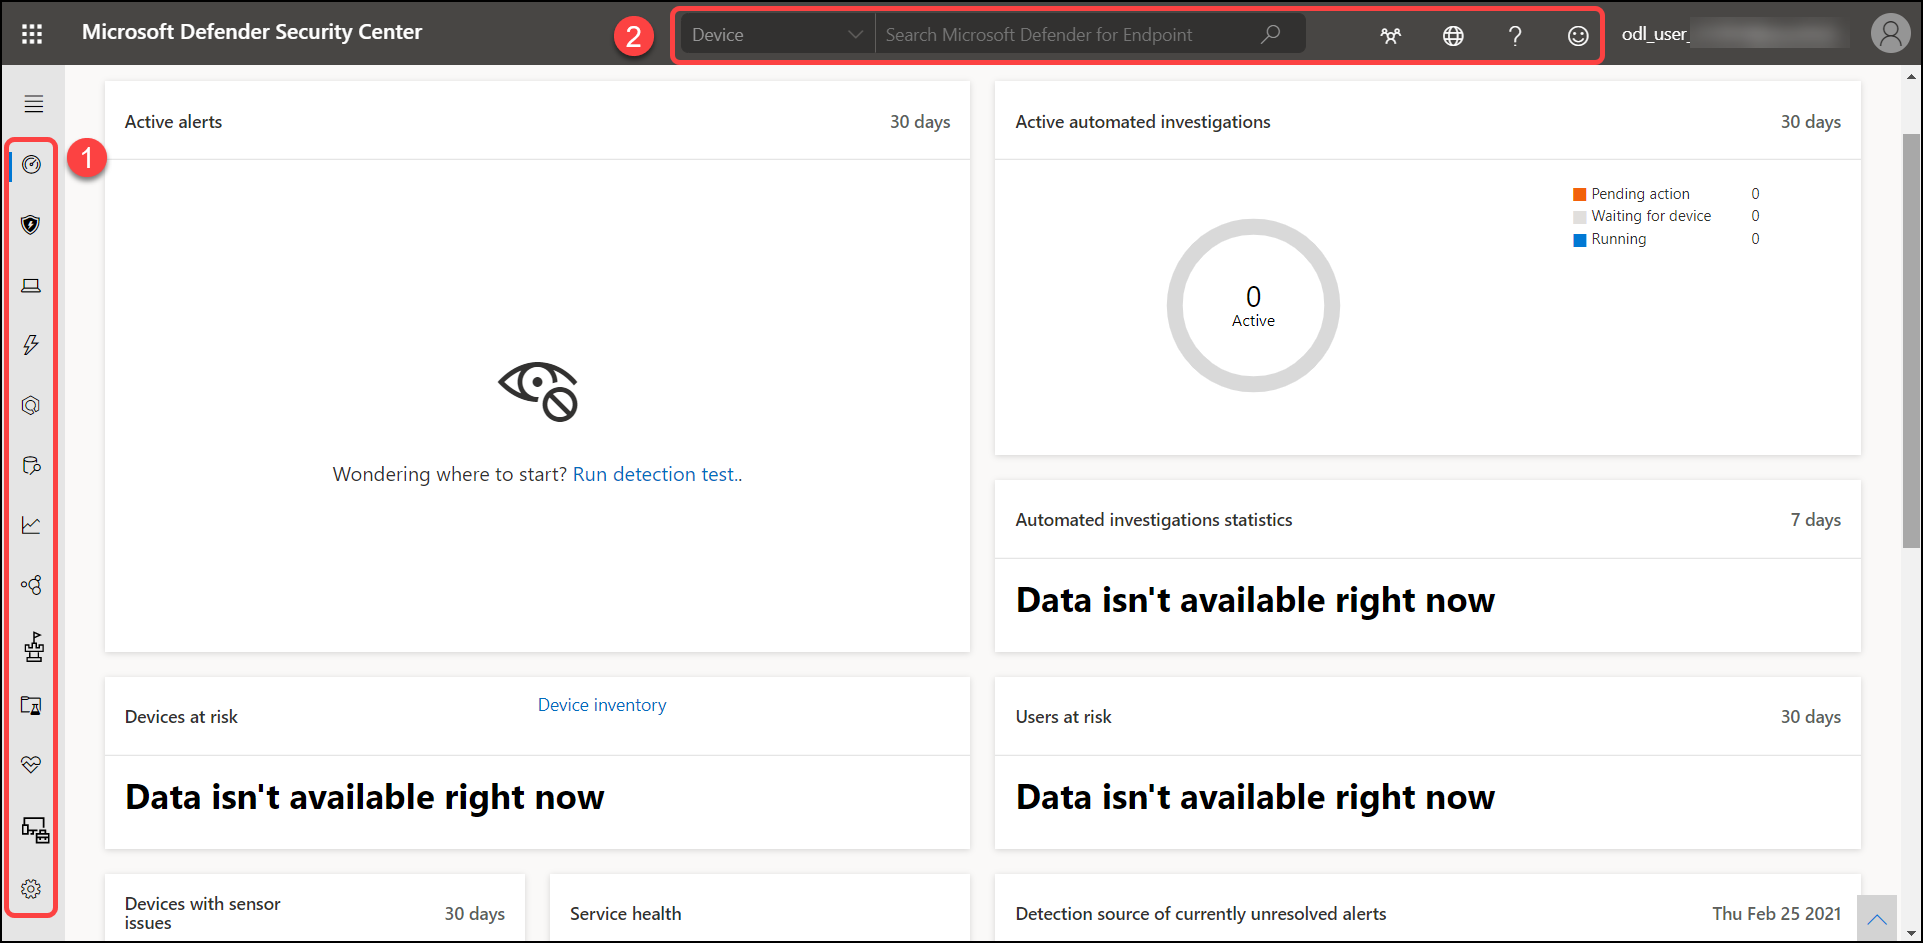 Microsoft Defender Security Center
2
Device
Search Microsoft Defender for Endpoint
odl_user_
1
Active alerts
30 days
Wondering where to start? Run detection test..
Active automated investigations
30 days
Pending action 0
Waiting for device 0
Running 0
0
Active
Automated investigations statistics
7 days
Data isn't available right now
Devices at risk
Device inventory
Data isn't available right now
Users at risk
30 days
Data isn't available right now
Devices with sensor
issues
30 days
Service health
Detection source of currently unresolved alerts
Thu Feb 25 2021